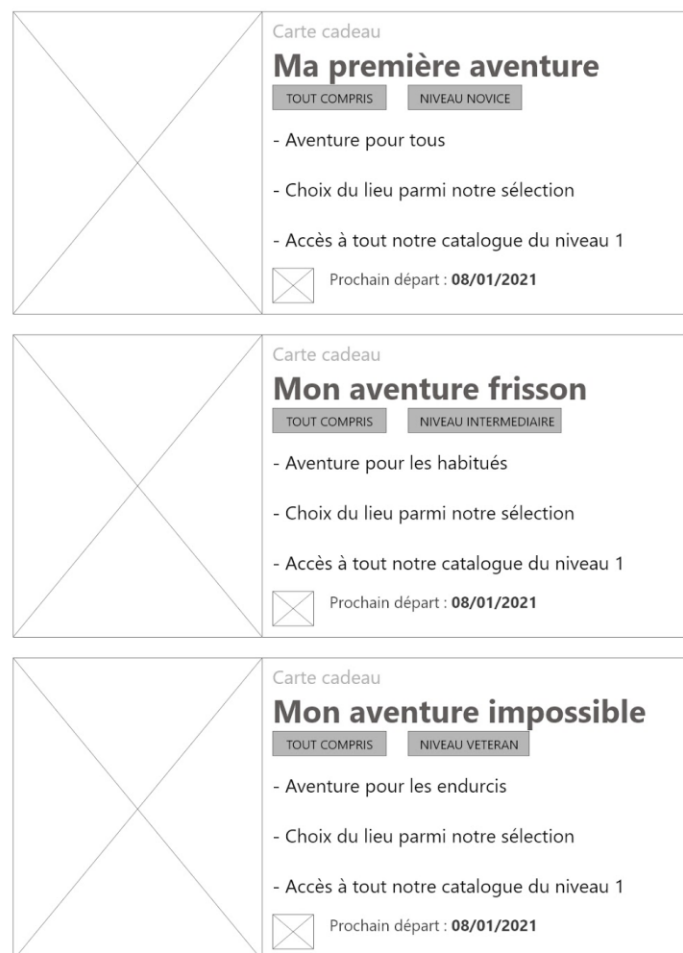 Carte cadeau
Ma première aventure
TOUT COMPRIS NIVEAU NOVICE
- Aventure pour tous
- Choix du lieu parmi notre sélection
- Accès à tout notre catalogue du niveau 1
Prochain départ : 08/01/2021
Carte cadeau
Mon aventure frisson
TOUT COMPRIS NIVEAU INTERMEDIAIRE
- Aventure pour les habitués
- Choix du lieu parmi notre sélection
- Accès à tout notre catalogue du niveau 1
Prochain départ : 08/01/2021
Carte cadeau
Mon aventure impossible
TOUT COMPRIS NIVEAU VETERAN
- Aventure pour les endurcis
- Choix du lieu parmi notre sélection
- Accès à tout notre catalogue du niveau 1
Prochain départ : 08/01/2021